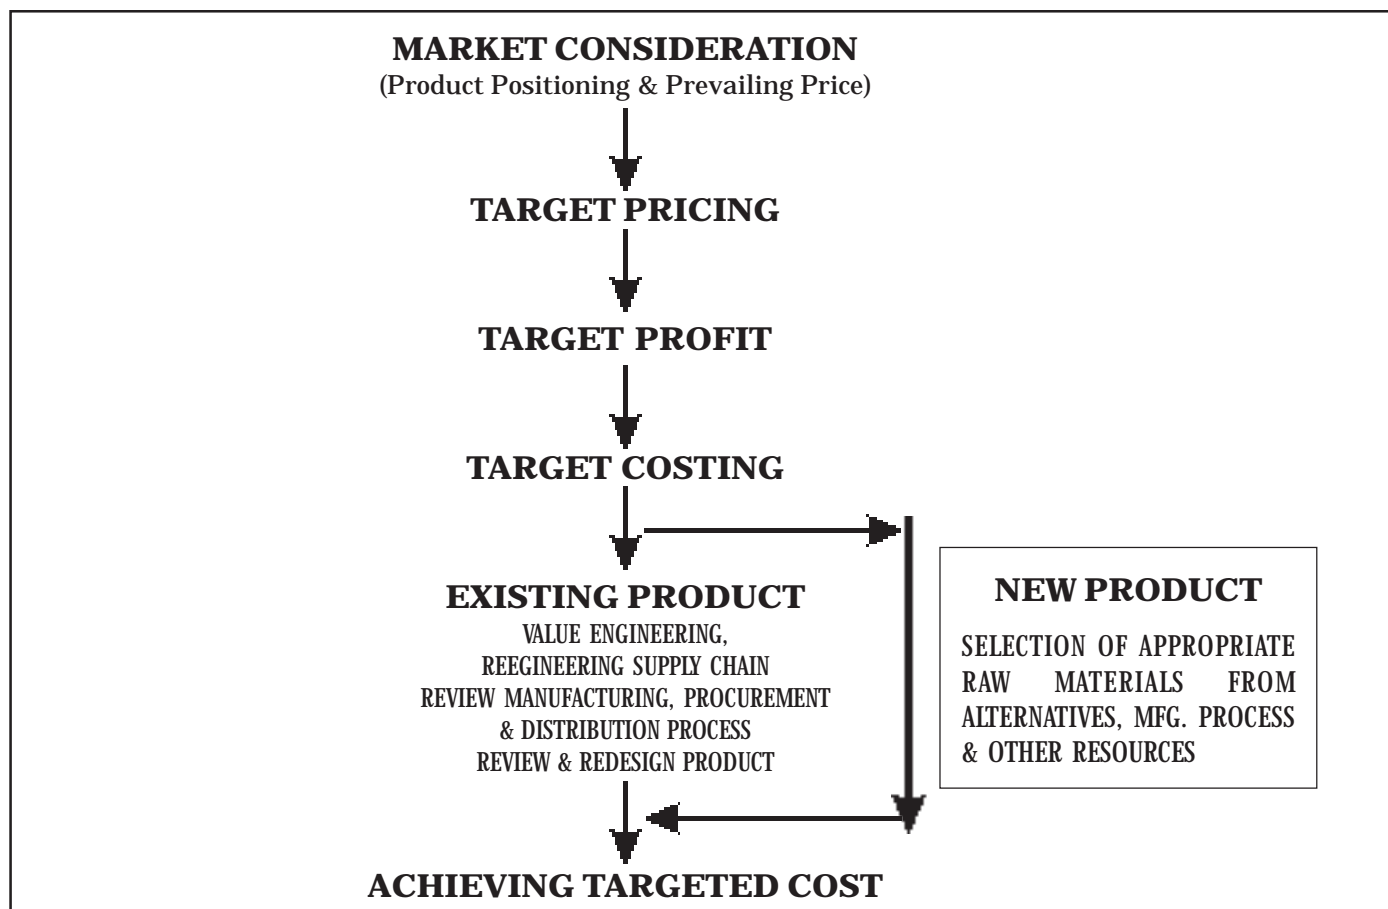 MARKET CONSIDERATION
(Product Positioning & Prevailing Price)
TARGET PRICING
TARGET PROFIT
TARGET COSTING
EXISTING PRODUCT
VALUE ENGINEERING,
REEGINEERING SUPPLY CHAIN
REVIEW MANUFACTURING, PROCUREMENT
& DISTRIBUTION PROCESS
REVIEW & REDESIGN PRODUCT
NEW PRODUCT
SELECTION OF APPROPRIATE
RAW MATERIALS FROM
ALTERNATIVES, MFG. PROCESS
& OTHER RESOURCES
ACHIEVING TARGETED COST